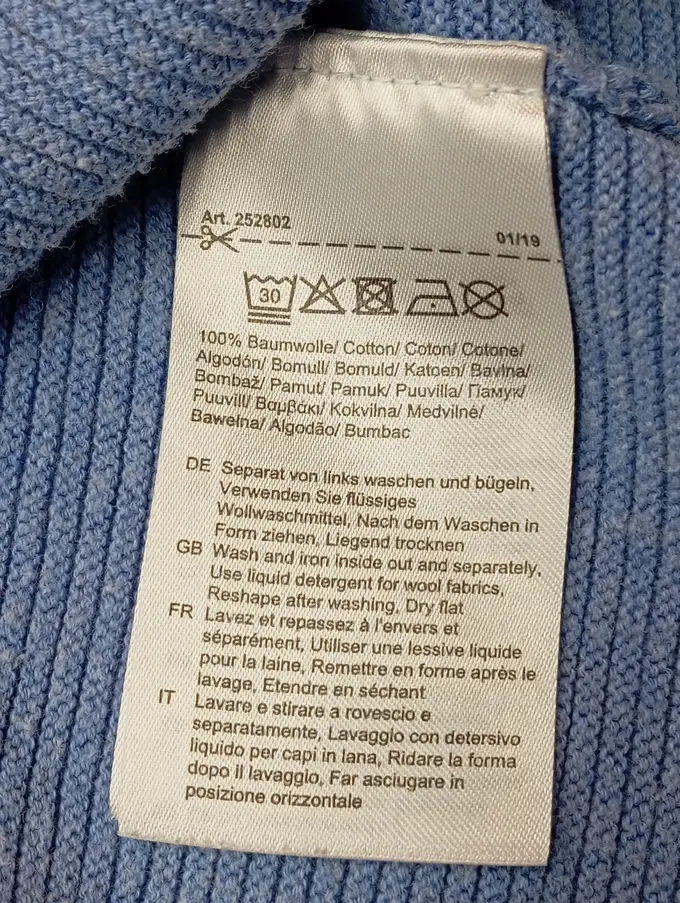 Art. 252802
01/19
30
100% Baumwolle/ Cotton/ Coton/ Cotone/
Algodón/ Bomull/ Bomuld/ Katoen/ Bavlna/
Bombaž/ Pamut/ Pamuk/ Puuvilla/ Памук/
Puuvill/ Βαμβάκι/ Kokvilna/ Medvilnė/
Bawełna/ Algodão/ Bumbac
DE Separat von links waschen und bügeln,
Verwenden Sie flüssiges
Wollwaschmittel, Nach dem Waschen in
Form ziehen, Liegend trocknen
GB Wash and iron inside out and separately,
Use liquid detergent for wool fabrics,
Reshape after washing, Dry flat
FR Lavez et repassez à l'envers et
séparément, Utiliser une lessive liquide
pour la laine, Remettre en forme après le
lavage, Etendre en séchant
IT Lavare e stirare a rovescio e
separatamente, Lavaggio con detersivo
liquido per capi in lana, Ridare la forma
dopo il lavaggio, Far asciugare in
posizione orizzontale